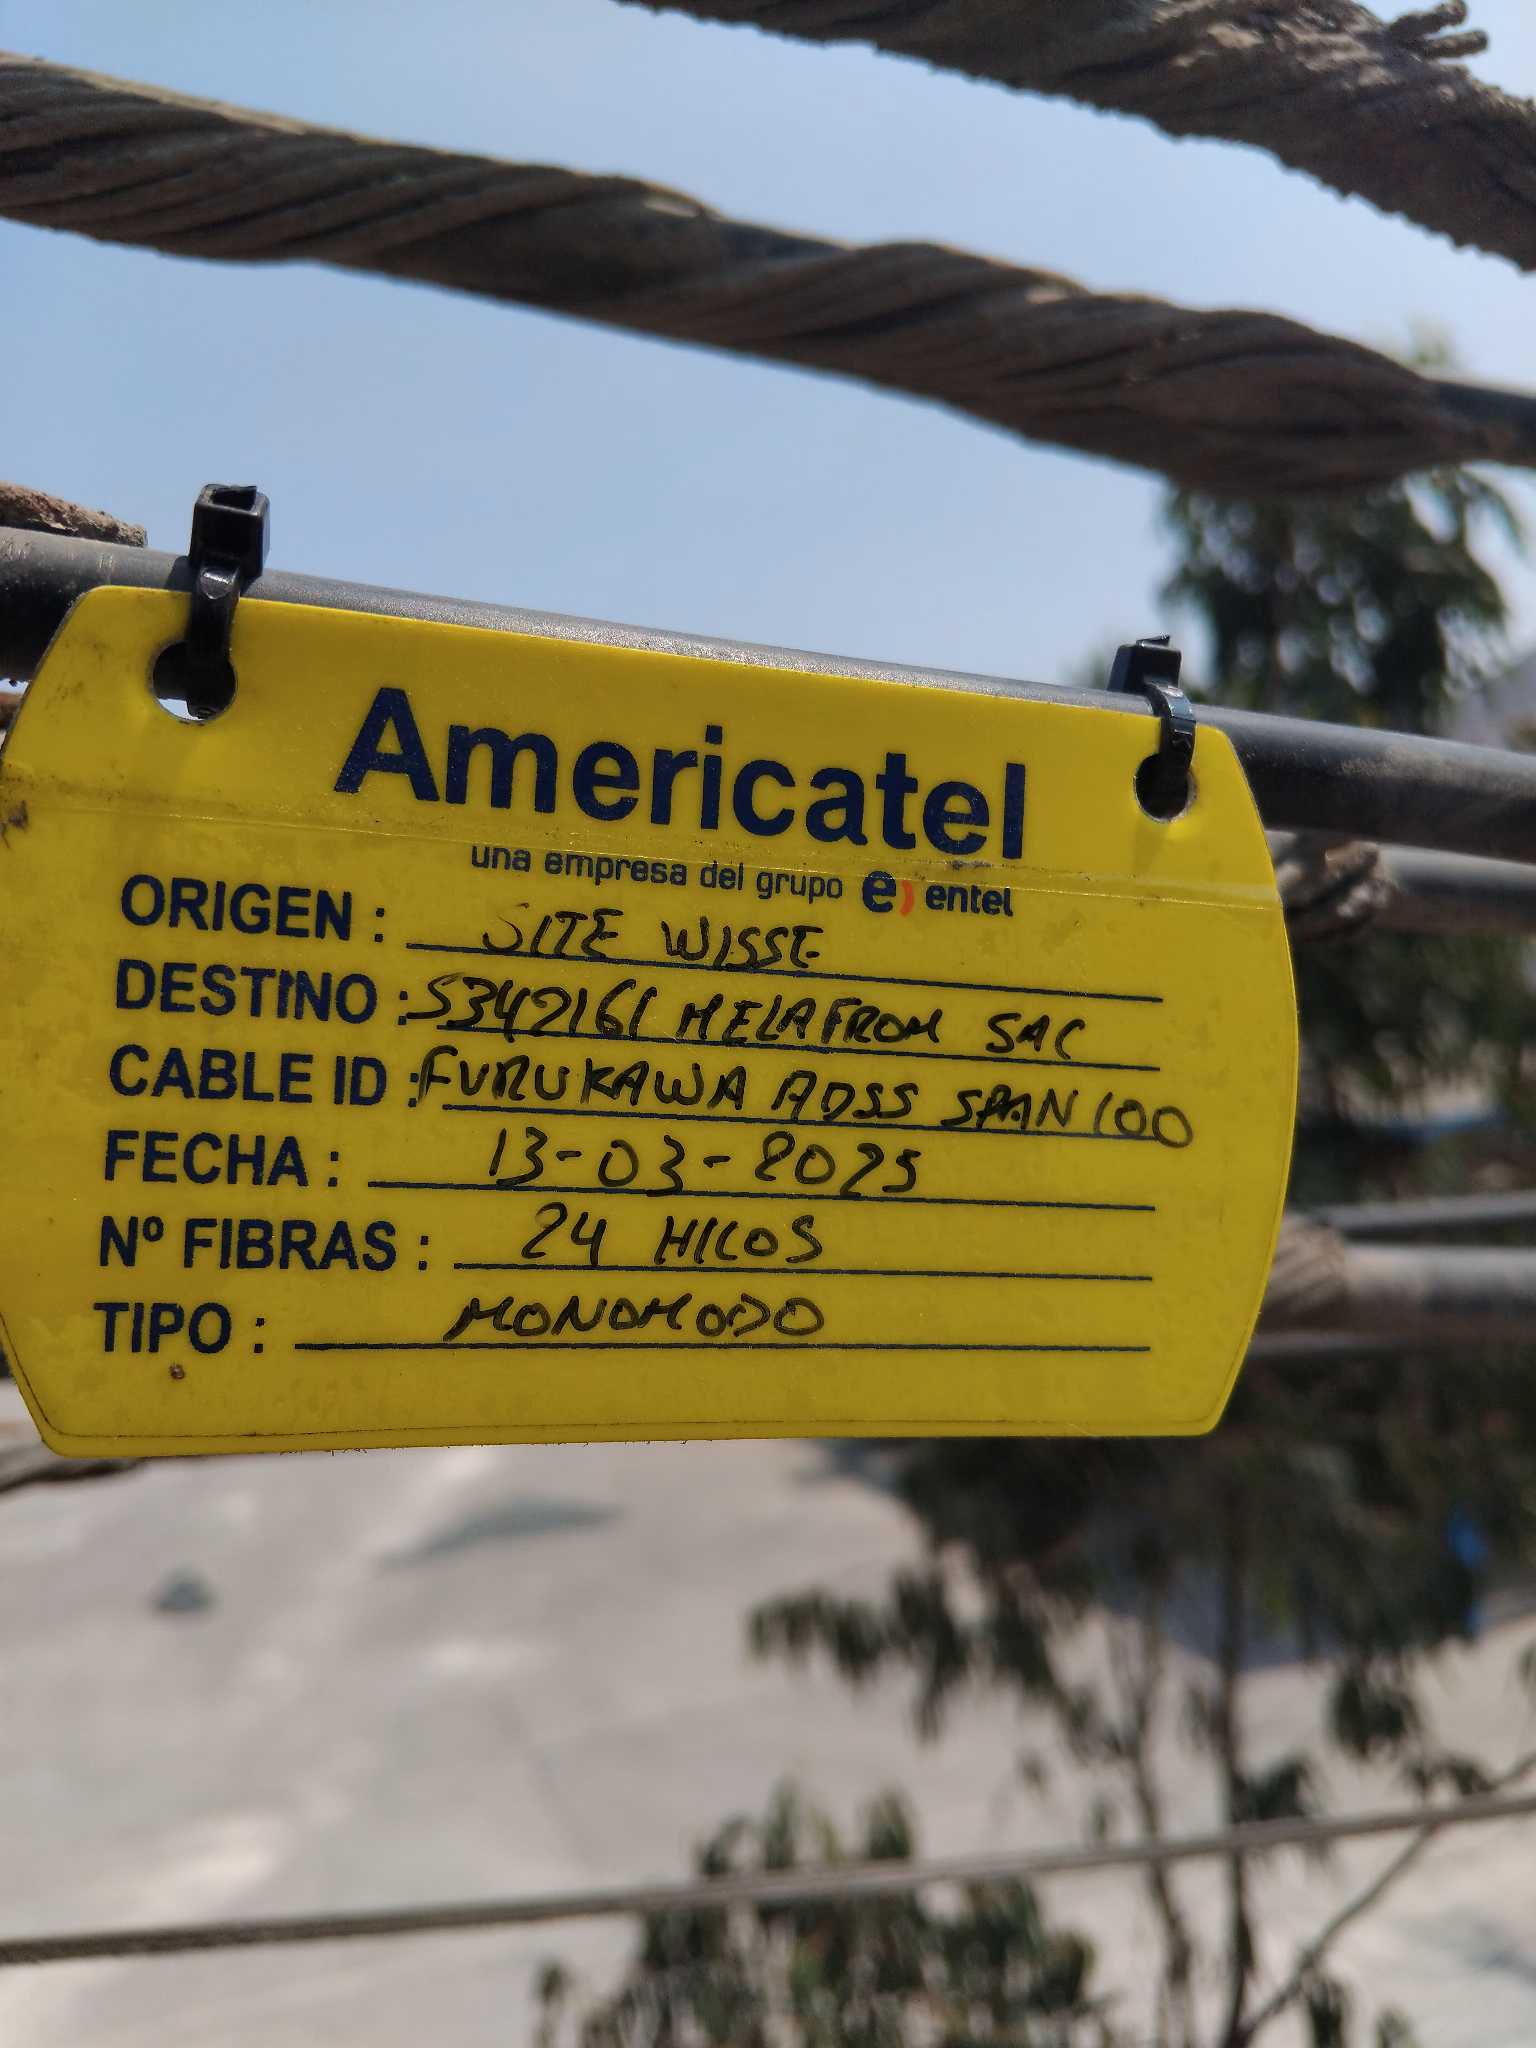 Americatel
una empresa del grupo e) entel
ORIGEN : SITE WISSE
DESTINO : S342161 MELAFROM SAC
CABLE ID : FURUKAWA ADSS SPAN 100
FECHA : 13-03-2025
Nº FIBRAS : 24 HILOS
TIPO : MONOMODO